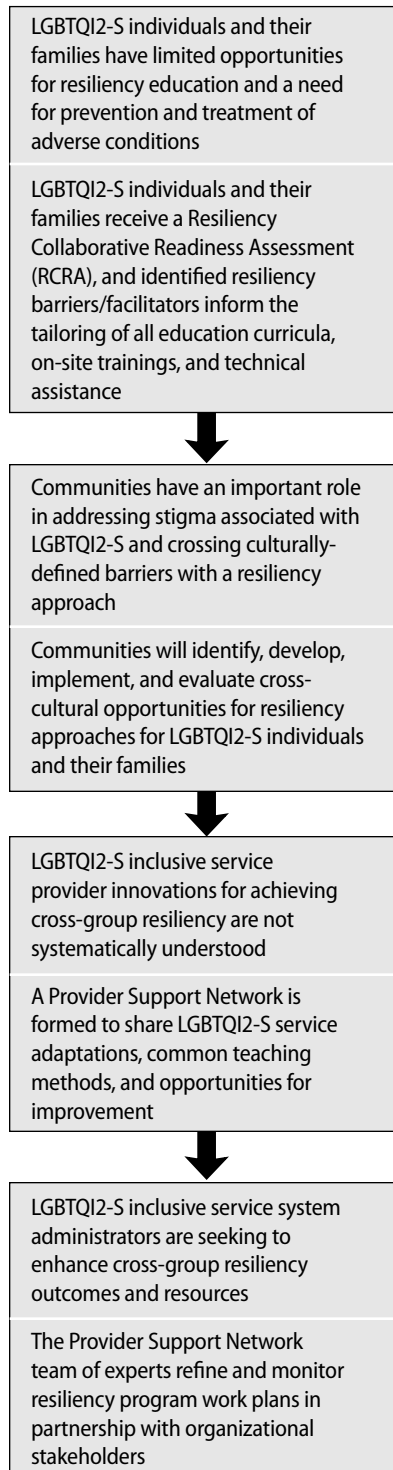 LGBTQI2-S individuals and their
families have limited opportunities
for resiliency education and a need
for prevention and treatment of
adverse conditions
LGBTQI2-S individuals and their
families receive a Resiliency
Collaborative Readiness Assessment
(RCRA), and identified resiliency
barriers/facilitators inform the
tailoring of all education curricula,
on-site trainings, and technical
assistance
Communities have an important role
in addressing stigma associated with
LGBTQI2-S and crossing culturally-
defined barriers with a resiliency
approach
Communities will identify, develop,
implement, and evaluate cross-
cultural opportunities for resiliency
approaches for LGBTQI2-S individuals
and their families
LGBTQI2-S inclusive service
provider innovations for achieving
cross-group resiliency are not
systematically understood
A Provider Support Network is
formed to share LGBTQI2-S service
adaptations, common teaching
methods, and opportunities for
improvement
LGBTQI2-S inclusive service system
administrators are seeking to
enhance cross-group resiliency
outcomes and resources
The Provider Support Network
team of experts refine and monitor
resiliency program work plans in
partnership with organizational
stakeholders